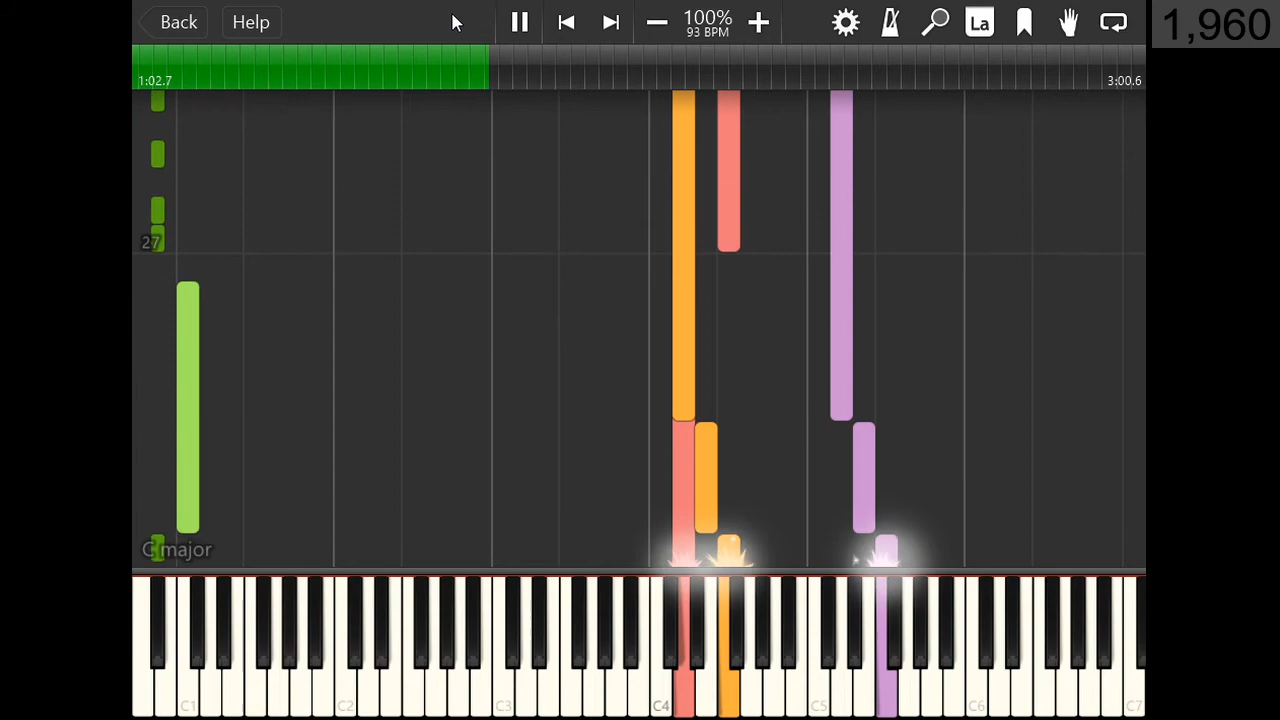 Back
Help
100%
93 BPM
La
1,960
1:02.7
3:00.6
27
C major
C1
C2
C3
C4
C5
C6
C7